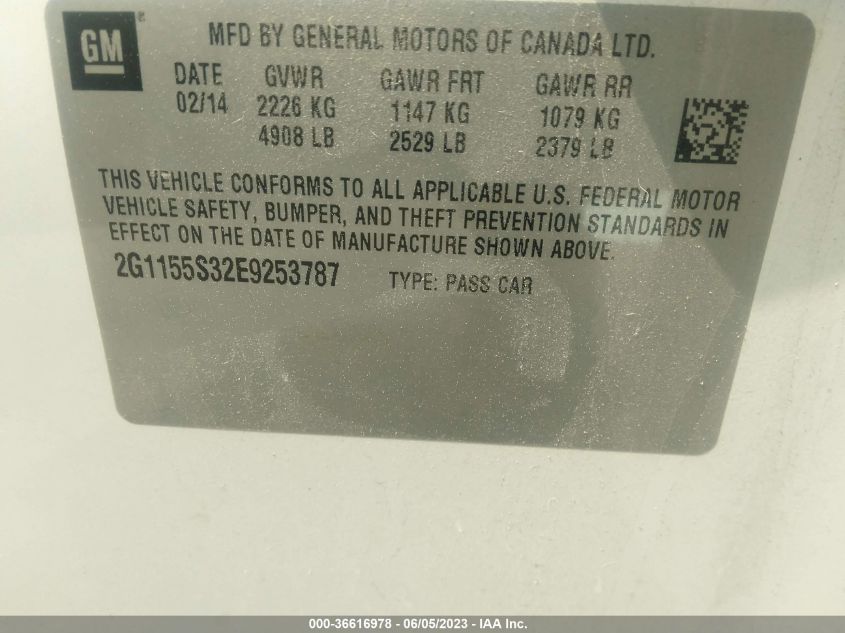 GM®
MFD BY GENERAL MOTORS OF CANADA LTD.
DATE GVWR GAWR FRT GAWR RR
02/14 2226 KG 1147 KG 1079 KG
4908 LB 2529 LB 2379 LB
THIS VEHICLE CONFORMS TO ALL APPLICABLE U.S. FEDERAL MOTOR
VEHICLE SAFETY, BUMPER, AND THEFT PREVENTION STANDARDS IN
EFFECT ON THE DATE OF MANUFACTURE SHOWN ABOVE.
2G1155S32E9253787 TYPE: PASS CAR
000-36616978 - 06/05/2023 - IAA Inc.